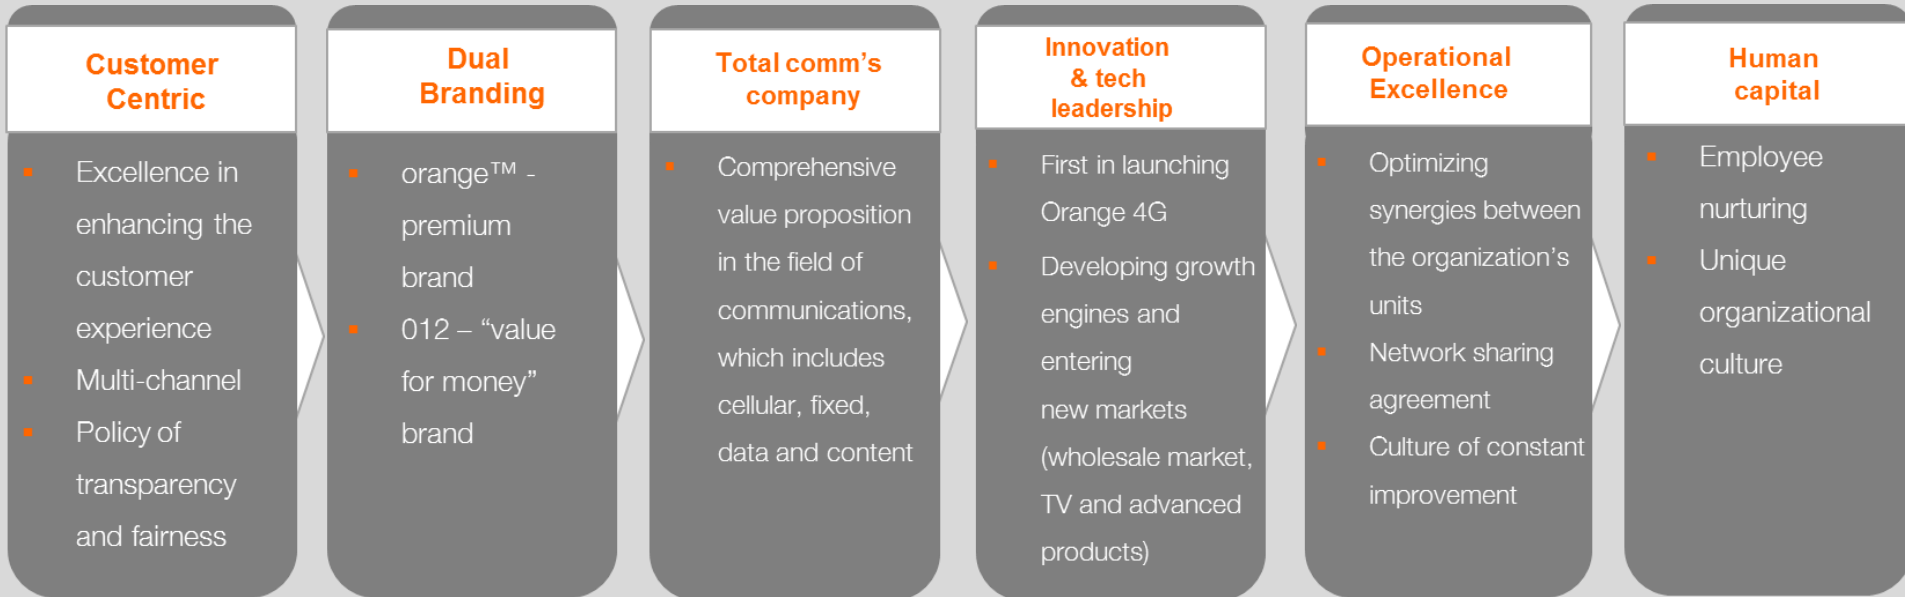 Customer
Centric
Excellence in
enhancing the
customer
experience
Multi-channel
Policy of
transparency
and fairness
Dual
Branding
orange™ -
premium
brand
012 – “value
for money”
brand
Total comm’s
company
Comprehensive
value proposition
in the field of
communications,
which includes
cellular, fixed,
data and content
Innovation
& tech
leadership
First in launching
Orange 4G
Developing growth
engines and
entering
new markets
(wholesale market,
TV and advanced
products)
Operational
Excellence
Optimizing
synergies between
the organization’s
units
Network sharing
agreement
Culture of constant
improvement
Human
capital
Employee
nurturing
Unique
organizational
culture